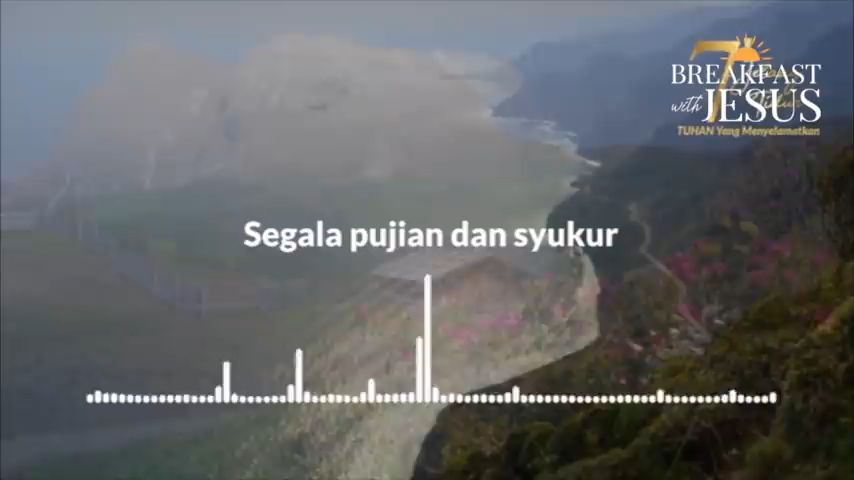 BREAKFAST
with JESUS
TUHAN Yang Menyelamatkan
Segala pujian dan syukur